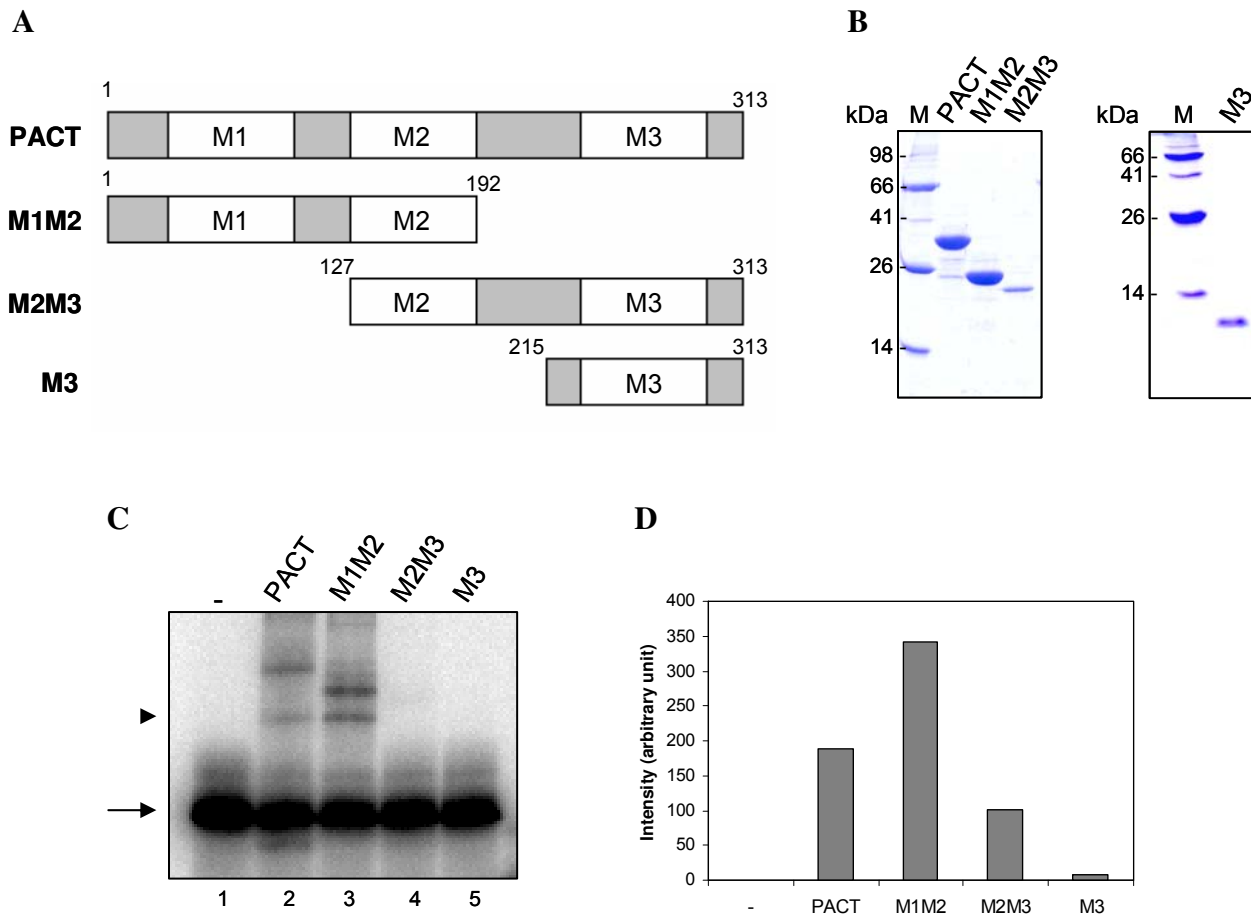 A
1
313
PACT
M1
M2
M3
1
192
M1M2
M1
M2
127
313
M2M3
M2
M3
215
313
M3
M3
B
kDa M PACT M1M2 M2M3
98
66
41
26
14
kDa M M3
66
41
26
14
C
- PACT M1M2 M2M3 M3
1 2 3 4 5
D
Intensity (arbitrary unit)
400
350
300
250
200
150
100
50
0
- PACT M1M2 M2M3 M3